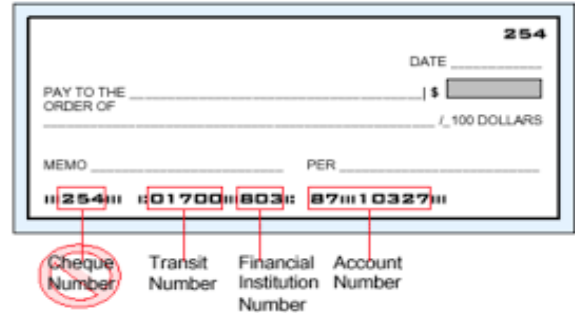 254
DATE
PAY TO THE | $
ORDER OF
/_100 DOLLARS
MEMO PER
⑈254⑈ ⑆01700⑈803⑆ 87⑈10327⑈
Cheque Transit Financial Account
Number Number Institution Number
Number